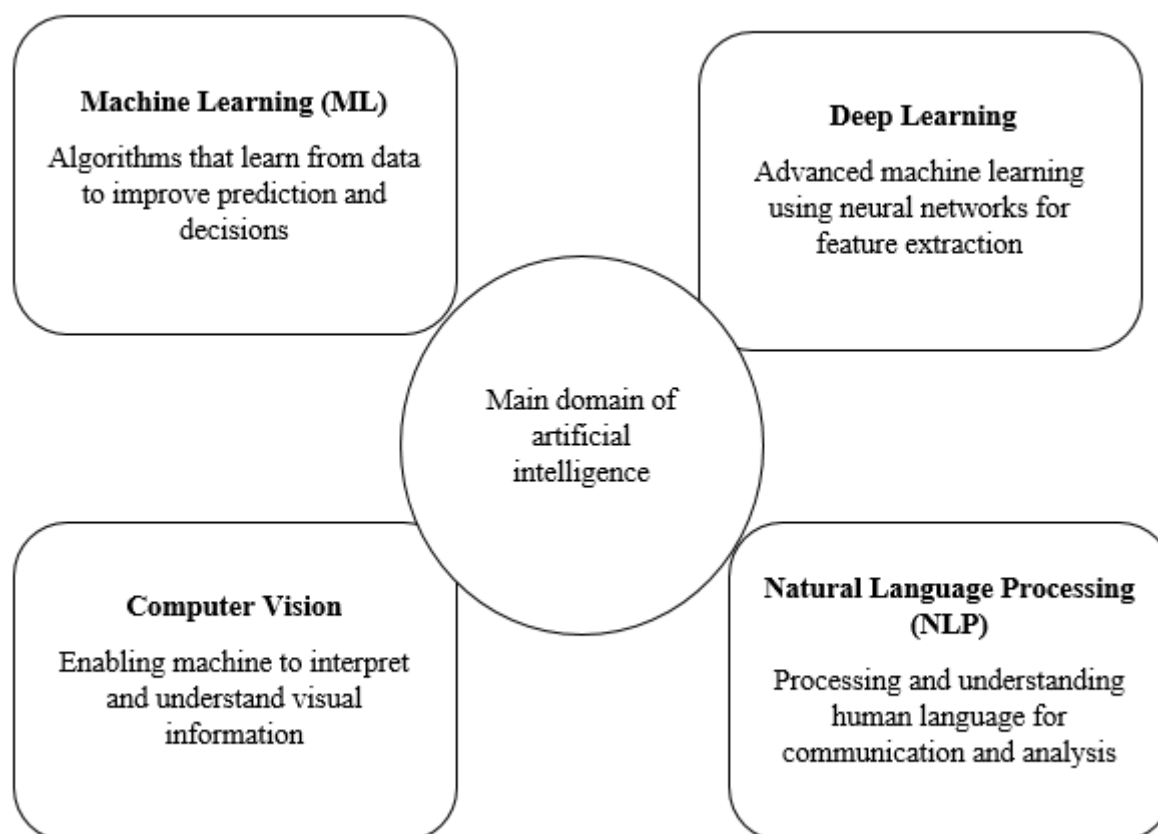 Machine Learning (ML)
Algorithms that learn from data
to improve prediction and
decisions
Deep Learning
Advanced machine learning
using neural networks for
feature extraction
Main domain of
artificial
intelligence
Computer Vision
Enabling machine to interpret
and understand visual
information
Natural Language Processing
(NLP)
Processing and understanding
human language for
communication and analysis